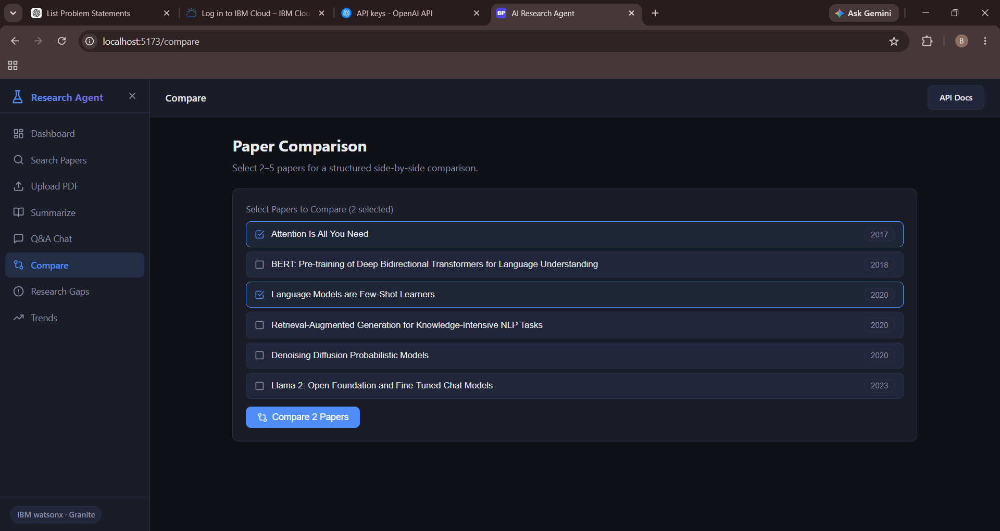 List Problem Statements
Log in to IBM Cloud – IBM Clou
API keys - OpenAI API
BP
AI Research Agent
Ask Gemini
localhost:5173/compare
B
Research Agent
Compare
API Docs
Dashboard
Search Papers
Upload PDF
Summarize
Q&A Chat
Compare
Research Gaps
Trends
IBM watsonx · Granite
Paper Comparison
Select 2–5 papers for a structured side-by-side comparison.
Select Papers to Compare (2 selected)
Attention Is All You Need 2017
BERT: Pre-training of Deep Bidirectional Transformers for Language Understanding 2018
Language Models are Few-Shot Learners 2020
Retrieval-Augmented Generation for Knowledge-Intensive NLP Tasks 2020
Denoising Diffusion Probabilistic Models 2020
Llama 2: Open Foundation and Fine-Tuned Chat Models 2023
Compare 2 Papers